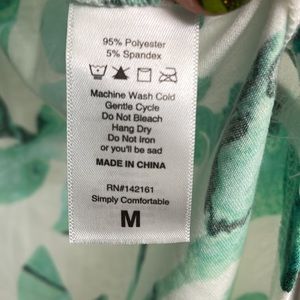 95% Polyester
5% Spandex
Machine Wash Cold
Gentle Cycle
Do Not Bleach
Hang Dry
Do Not Iron
or you'll be sad
MADE IN CHINA
RN#142161
Simply Comfortable
M